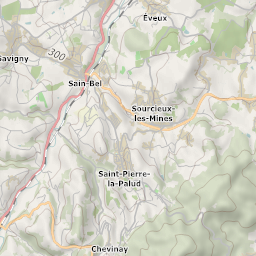 Éveux
300
Savigny
Sain-Bel
Sourcieux-
les-Mines
Saint-Pierre-
la-Palud
Chevinay